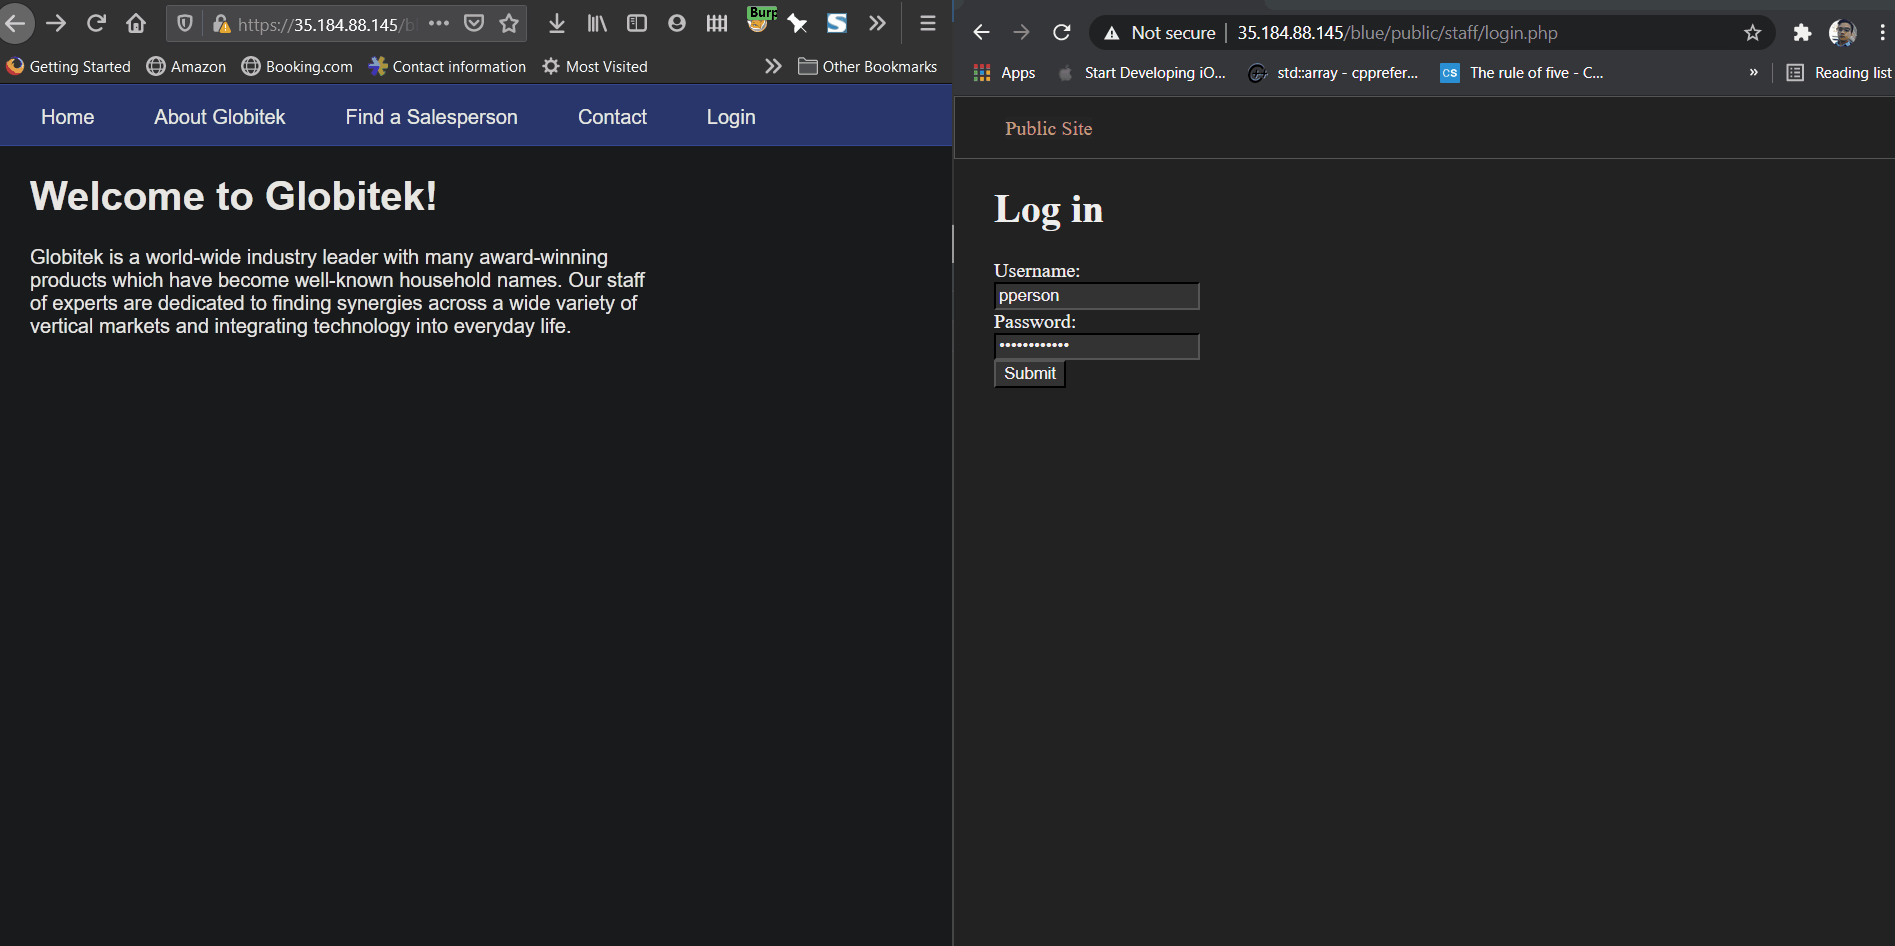 https://35.184.88.145/bl
Burp
Getting Started
Amazon
Booking.com
Contact information
Most Visited
Other Bookmarks
Home
About Globitek
Find a Salesperson
Contact
Login
Welcome to Globitek!
Globitek is a world-wide industry leader with many award-winning
products which have become well-known household names. Our staff
of experts are dedicated to finding synergies across a wide variety of
vertical markets and integrating technology into everyday life.
Not secure
35.184.88.145/blue/public/staff/login.php
Apps
Start Developing iO...
std::array - cpprefer...
CS
The rule of five - C...
»
Reading list
Public Site
Log in
Username:
pperson
Password:
••••••••••••
Submit